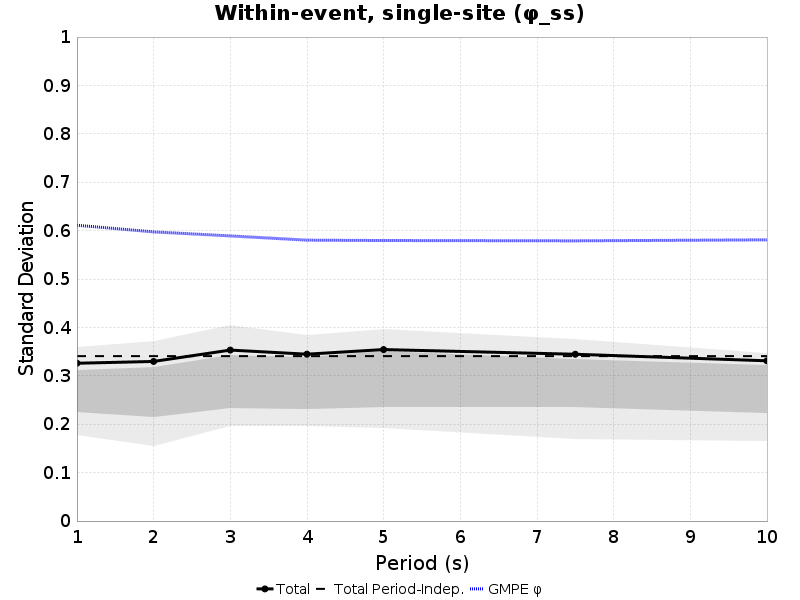 Within-event, single-site (φ_ss)
1
0.9
0.8
0.7
0.6
0.5
0.4
0.3
0.2
0.1
0
Standard Deviation
1 2 3 4 5 6 7 8 9 10
Period (s)
Total Total Period-Indep. GMPE φ